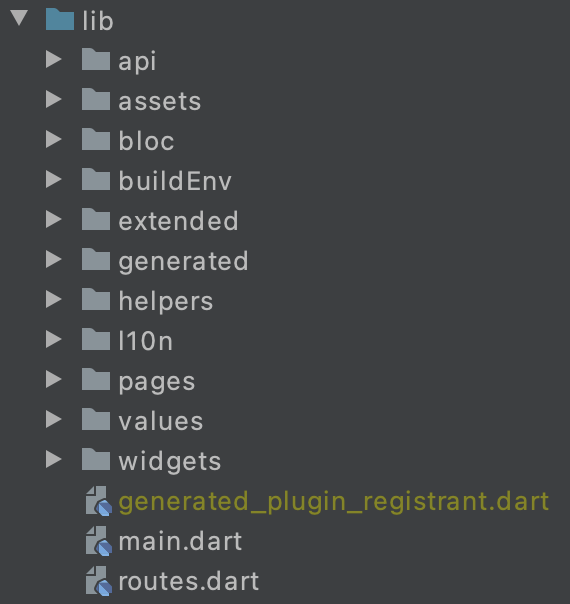 lib
api
assets
bloc
buildEnv
extended
generated
helpers
l10n
pages
values
widgets
generated_plugin_registrant.dart
main.dart
routes.dart